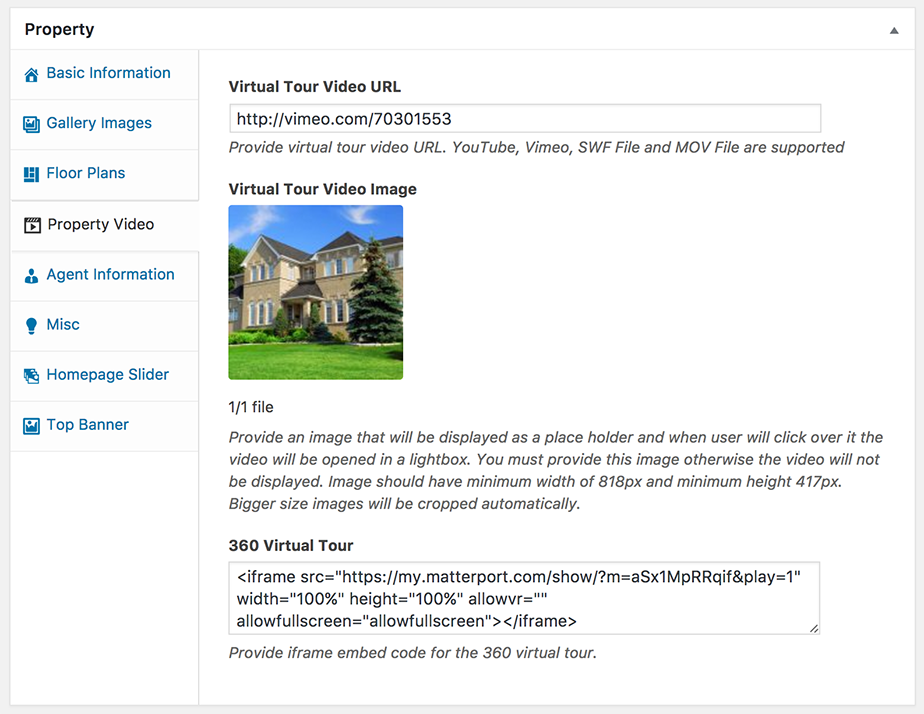 Property
Basic Information
Gallery Images
Floor Plans
Property Video
Agent Information
Misc
Homepage Slider
Top Banner
Virtual Tour Video URL
http://vimeo.com/70301553
Provide virtual tour video URL. YouTube, Vimeo, SWF File and MOV File are supported
Virtual Tour Video Image
1/1 file
Provide an image that will be displayed as a place holder and when user will click over it the
video will be opened in a lightbox. You must provide this image otherwise the video will not
be displayed. Image should have minimum width of 818px and minimum height 417px.
Bigger size images will be cropped automatically.
360 Virtual Tour
<iframe src="https://my.matterport.com/show/?m=aSx1MpRRqif&play=1"
width="100%" height="100%" allowvr=""
allowfullscreen="allowfullscreen"></iframe>
Provide iframe embed code for the 360 virtual tour.